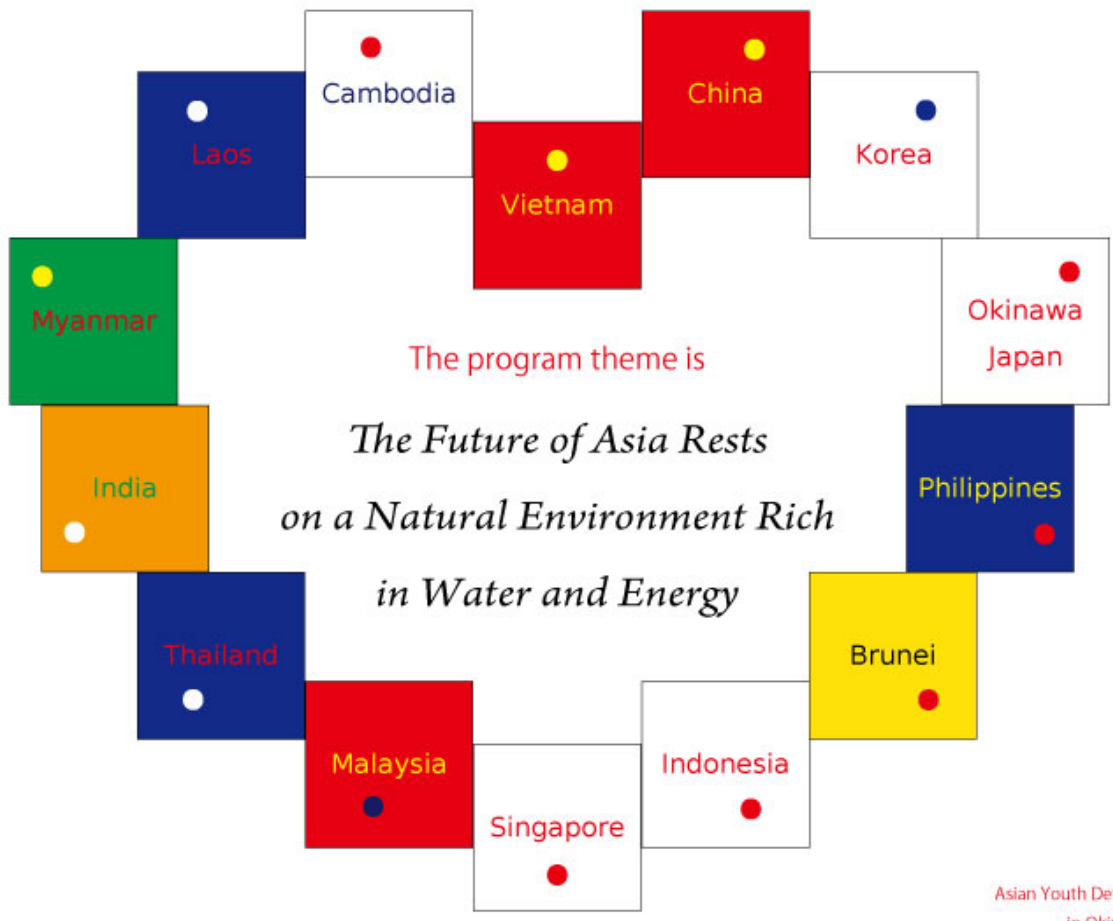 Cambodia
China
Laos
Korea
Vietnam
Myanmar
Okinawa
Japan
The program theme is
The Future of Asia Rests
on a Natural Environment Rich
in Water and Energy
India
Philippines
Thailand
Brunei
Malaysia
Indonesia
Singapore
Asian Youth
in